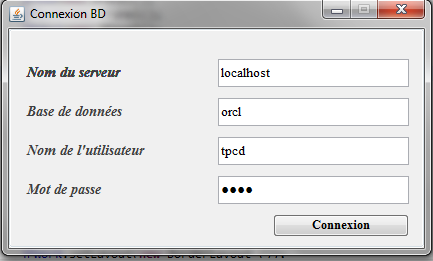 Connexion BD
Nom du serveur localhost
Base de données orcl
Nom de l'utilisateur tpcd
Mot de passe ●●●●
Connexion